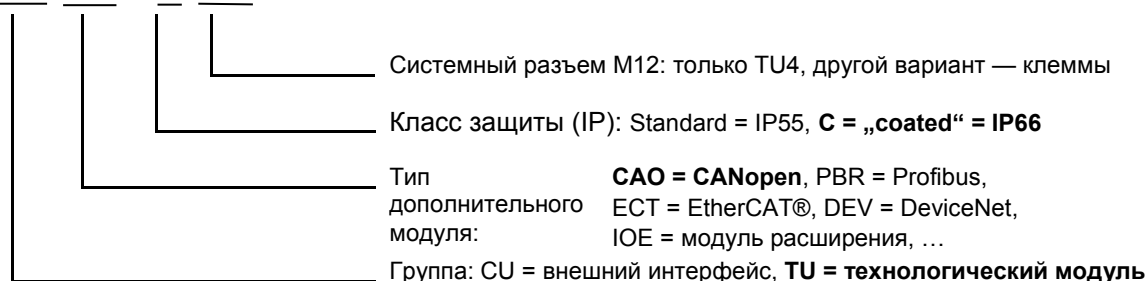 Системный разъем M12: только TU4, другой вариант — клеммы
Класс защиты (IP): Standard = IP55, C = „coated“ = IP66
Тип дополнительного модуля:
CAO = CANopen, PBR = Profibus,
ECT = EtherCAT®, DEV = DeviceNet,
IOE = модуль расширения, …
Группа: CU = внешний интерфейс, TU = технологический модуль